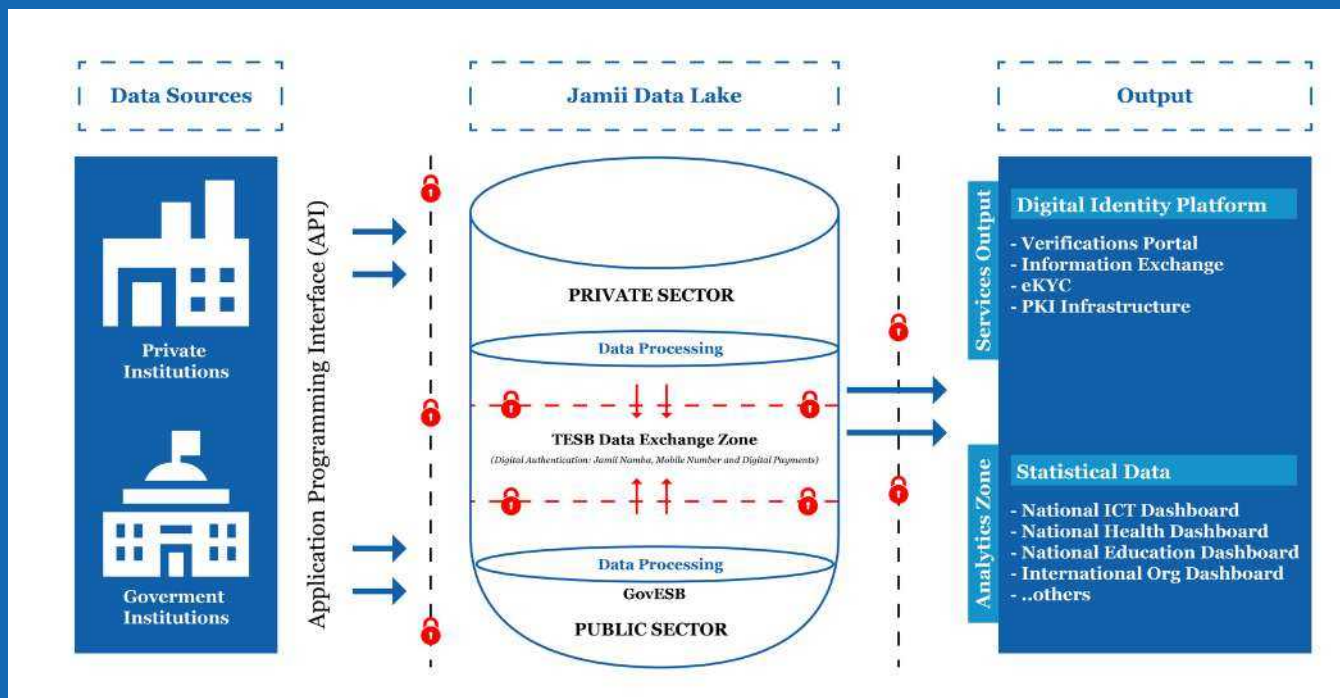 Data Sources
Jamii Data Lake
Output
Private
Institutions
Goverment
Institutions
Application Programming Interface (API)
PRIVATE SECTOR
Data Processing
TESB Data Exchange Zone
(Digital Authentication: Jamii Namba, Mobile Number and Digital Payments)
Data Processing
GovESB
PUBLIC SECTOR
Services Output
Digital Identity Platform
- Verifications Portal
- Information Exchange
- eKYC
- PKI Infrastructure
Analytics Zone
Statistical Data
- National ICT Dashboard
- National Health Dashboard
- National Education Dashboard
- International Org Dashboard
- ..others